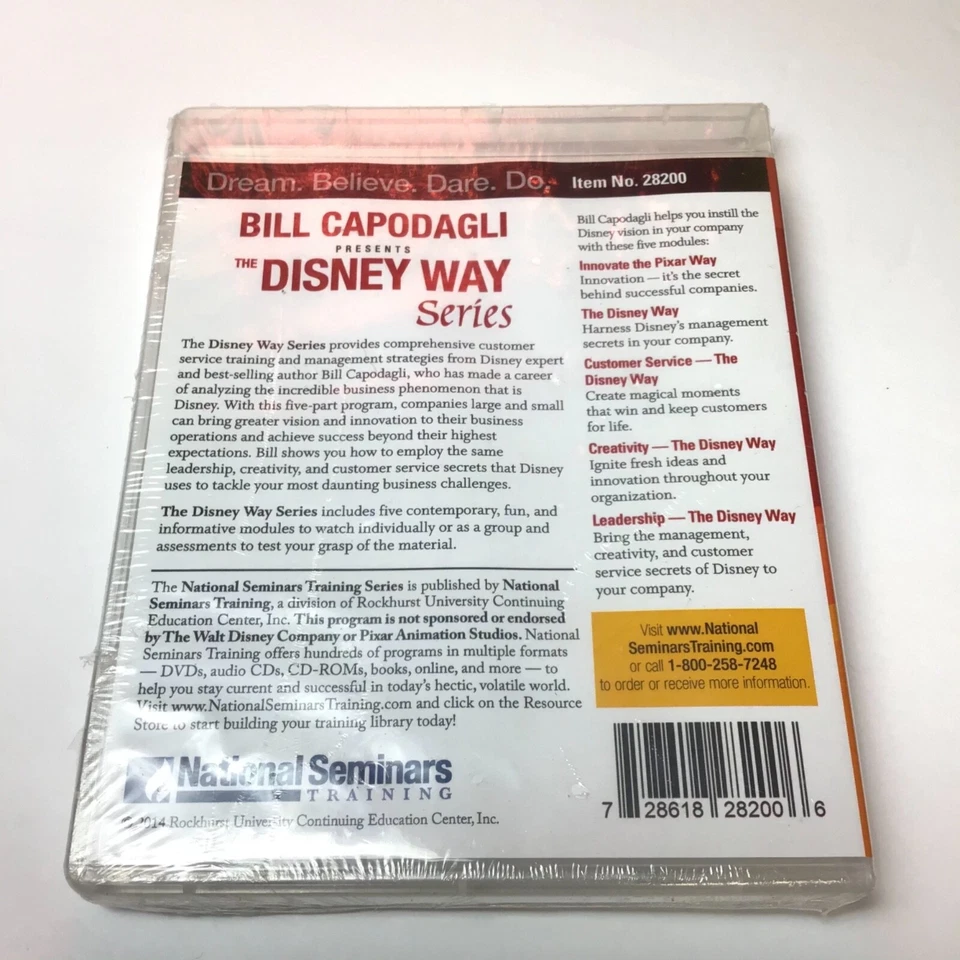 Dream. Believe. Dare. Do. Item No. 28200
BILL CAPODAGLI
PRESENTS
THE DISNEY WAY
Series
The Disney Way Series provides comprehensive customer
service training and management strategies from Disney expert
and best-selling author Bill Capodagli, who has made a career
of analyzing the incredible business phenomenon that is
Disney. With this five-part program, companies large and small
can bring greater vision and innovation to their business
operations and achieve success beyond their highest
expectations. Bill shows you how to employ the same
leadership, creativity, and customer service secrets that Disney
uses to tackle your most daunting business challenges.
The Disney Way Series includes five contemporary, fun, and
informative modules to watch individually or as a group and
assessments to test your grasp of the material.
The National Seminars Training Series is published by National
Seminars Training, a division of Rockhurst University Continuing
Education Center, Inc. This program is not sponsored or endorsed
by The Walt Disney Company or Pixar Animation Studios. National
Seminars Training offers hundreds of programs in multiple formats
— DVDs, audio CDs, CD-ROMs, books, online, and more — to
help you stay current and successful in today's hectic, volatile world.
Visit www.NationalSeminarsTraining.com and click on the Resource
Store to start building your training library today!
National Seminars
TRAINING
© 2014 Rockhurst University Continuing Education Center, Inc.
Bill Capodagli helps you instill the
Disney vision in your company
with these five modules:
Innovate the Pixar Way
Innovation — it's the secret
behind successful companies.
The Disney Way
Harness Disney's management
secrets in your company.
Customer Service — The
Disney Way
Create magical moments
that win and keep customers
for life.
Creativity — The Disney Way
Ignite fresh ideas and
innovation throughout your
organization.
Leadership — The Disney Way
Bring the management,
creativity, and customer
service secrets of Disney to
your company.
Visit www.National
SeminarsTraining.com
or call 1-800-258-7248
to order or receive more information.
7 28618 28200 6